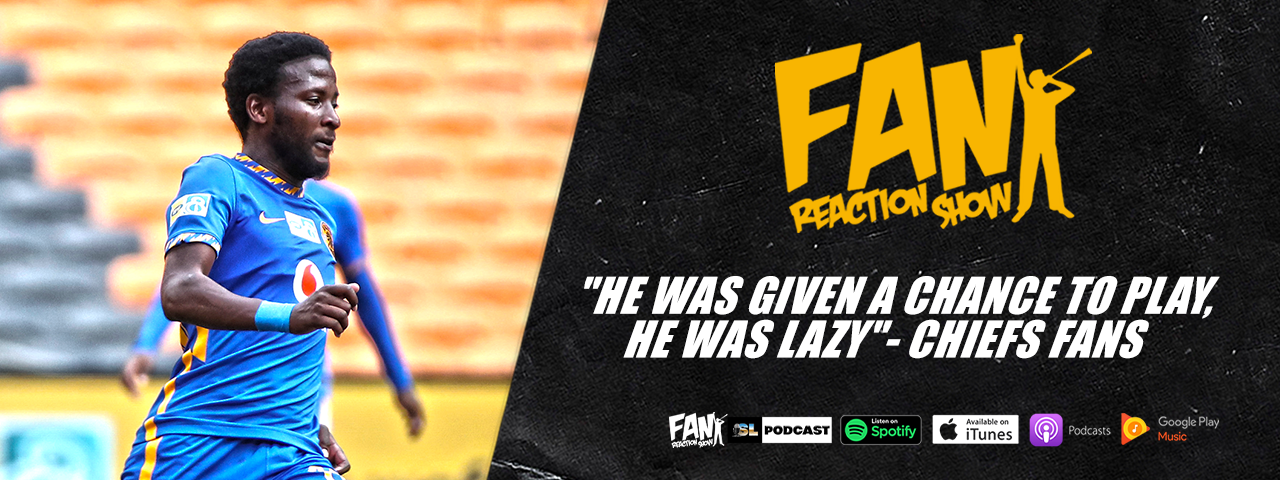 FAN
REACTION SHOW
"HE WAS GIVEN A CHANCE TO PLAY,
HE WAS LAZY"- CHIEFS FANS
FAN
REACTION SHOW
SL PODCAST
Listen on
Spotify
Available on
iTunes
Podcasts
Google Play
Music